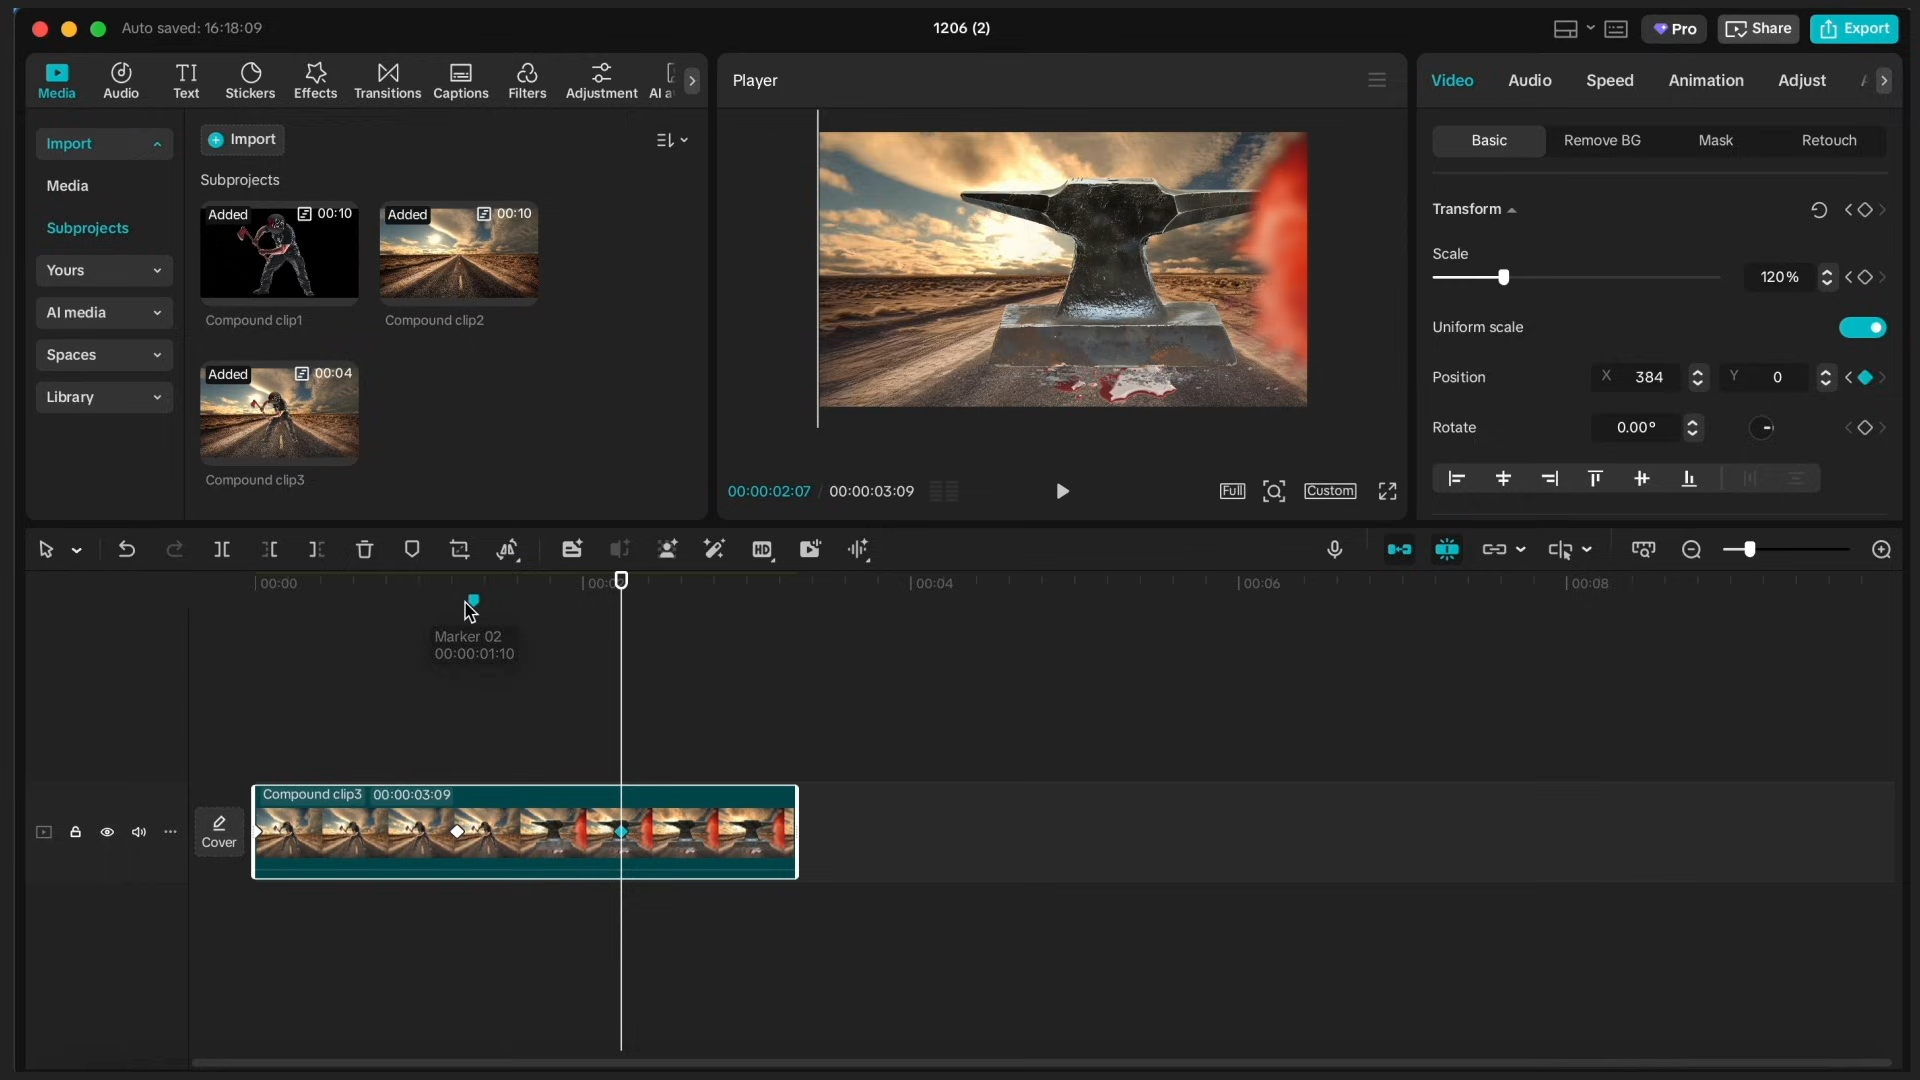 Auto saved: 16:18:09
1206 (2)
Pro
Share
Export
Media
Audio
Text
Stickers
Effects
Transitions
Captions
Filters
Adjustment
AI a
Import
Media
Subprojects
Yours
AI media
Spaces
Library
Import
Subprojects
Added
00:10
Compound clip1
Added
00:10
Compound clip2
Added
00:04
Compound clip3
Player
00:00:02:07 / 00:00:03:09
Full
Custom
Video
Audio
Speed
Animation
Adjust
Basic
Remove BG
Mask
Retouch
Transform
Scale
120%
Uniform scale
Position
X 384
Y 0
Rotate
0.00°
HD
00:00
00:04
00:06
00:08
Marker 02
00:00:01:10
Cover
Compound clip3 00:00:03:09